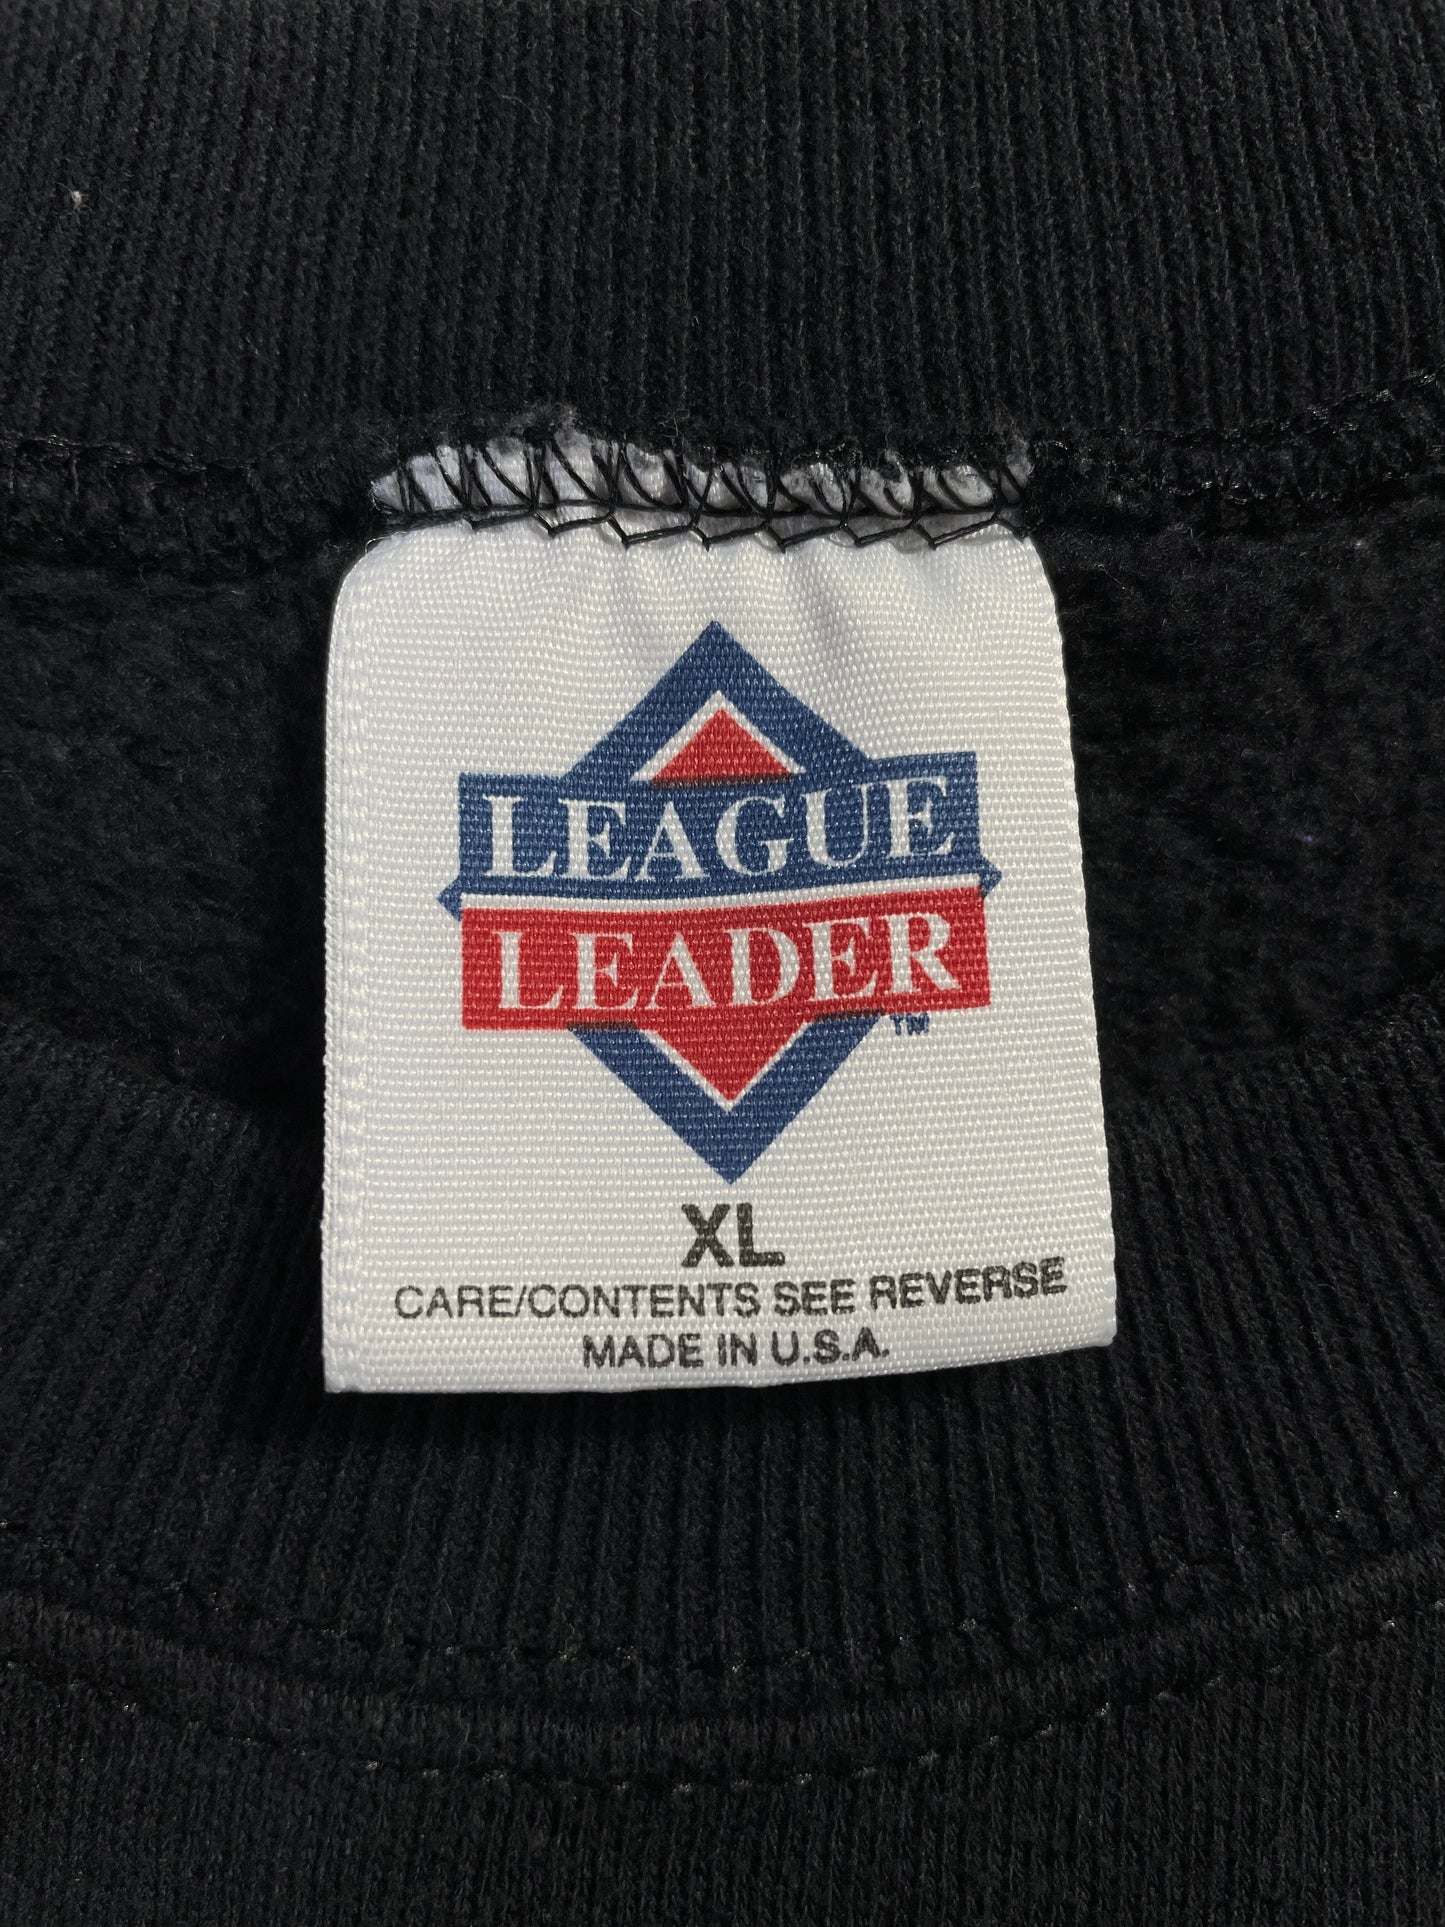 LEAGUE
LEADER
TM
XL
CARE/CONTENTS SEE REVERSE
MADE IN U.S.A.